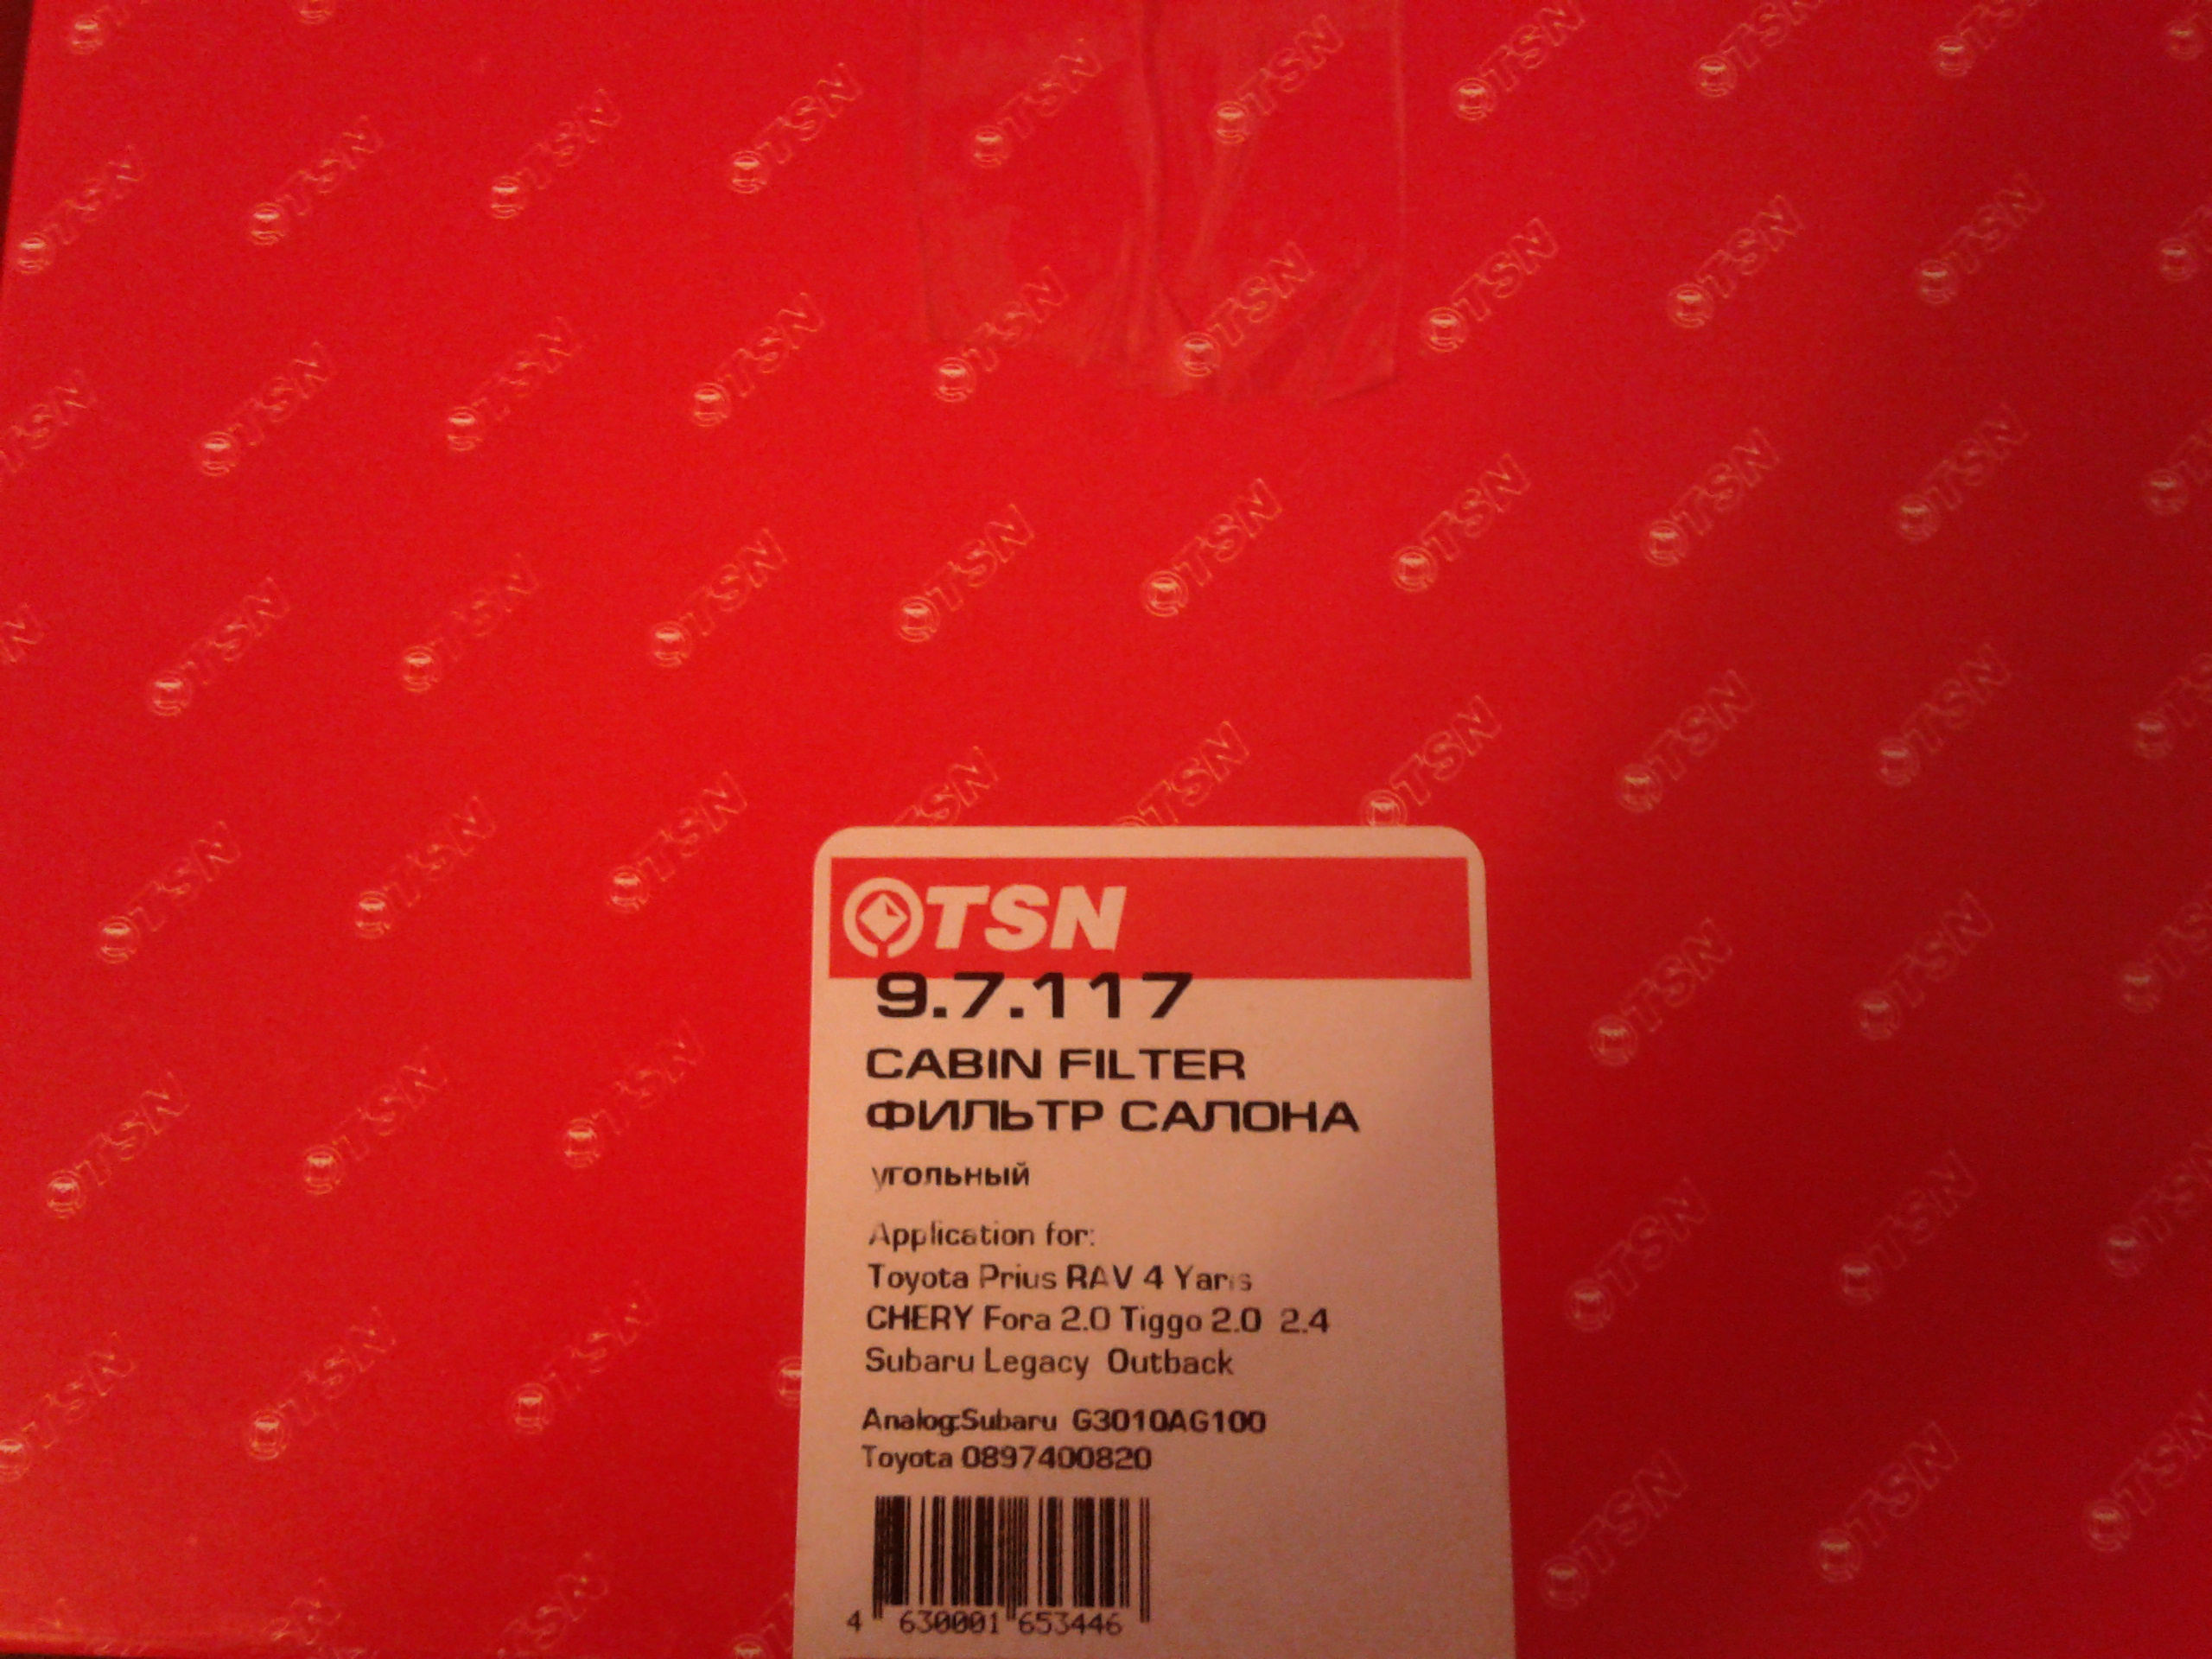 TSN
9.7.117
CABIN FILTER
ФИЛЬТР САЛОНА
угольный
Application for:
Toyota Prius RAV 4 Yaris
CHERY Fora 2.0 Tiggo 2.0 2.4
Subaru Legacy Outback
Analog:Subaru G3010AG100
Toyota 0897400820
4 630001 653446